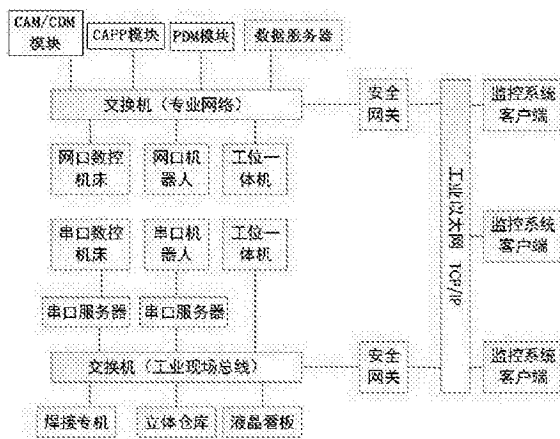 CAM/CDM
模块
CAPP模块
PDM模块
数据服务器
交换机（专业网络）
安全
网关
监控系统
客户端
网口数控
机床
网口机
器人
工位一
体机
串口数控
机床
串口机
器人
工位一
体机
工业以太网 TCP/IP
监控系统
客户端
串口服务器
串口服务器
交换机（工业现场总线）
安全
网关
监控系统
客户端
焊接专机
立体仓库
液晶看板